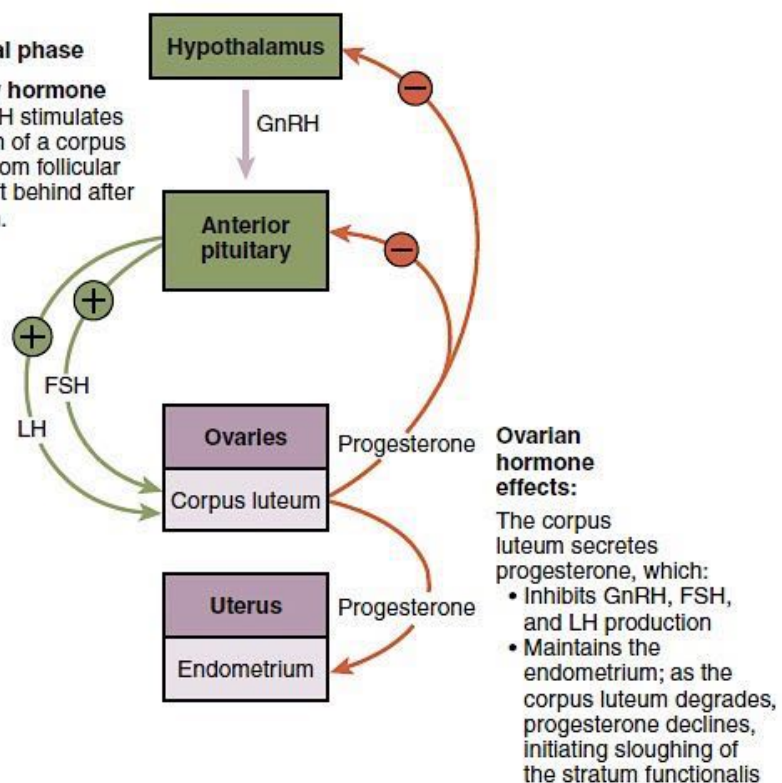 al phase
hormone
H stimulates
of a corpus
om follicular
t behind after
Hypothalamus
−
GnRH
Anterior
pituitary
−
+
+
FSH
LH
Ovaries
Corpus luteum
Progesterone
Uterus
Endometrium
Progesterone
Ovarian
hormone
effects:
The corpus
luteum secretes
progesterone, which:
• Inhibits GnRH, FSH,
and LH production
• Maintains the
endometrium; as the
corpus luteum degrades,
progesterone declines,
initiating sloughing of
the stratum functionalis